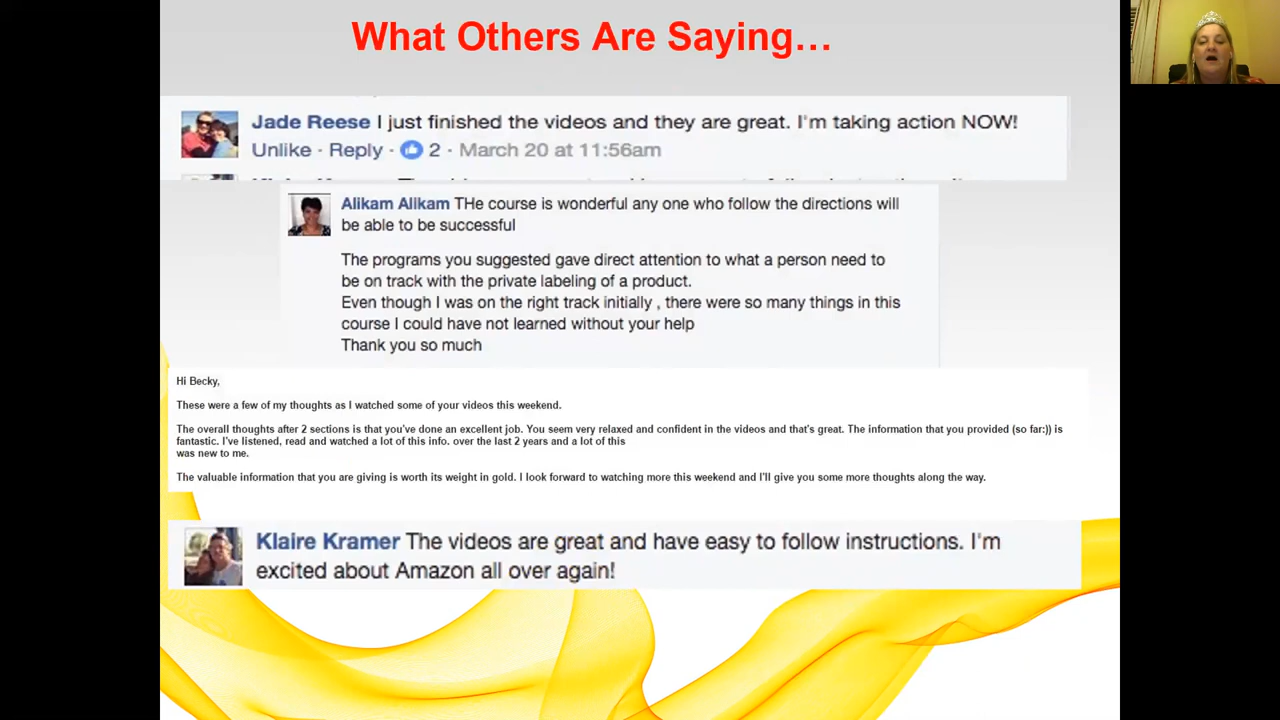 What Others Are Saying...
Jade Reese I just finished the videos and they are great. I'm taking action NOW!
Unlike · Reply · 2 · March 20 at 11:56am
Alikam Alikam THe course is wonderful any one who follow the directions will
be able to be successful
The programs you suggested gave direct attention to what a person need to
be on track with the private labeling of a product.
Even though I was on the right track initially , there were so many things in this
course I could have not learned without your help
Thank you so much
Hi Becky,
These were a few of my thoughts as I watched some of your videos this weekend.
The overall thoughts after 2 sections is that you've done an excellent job. You seem very relaxed and confident in the videos and that's great. The information that you provided (so far:)) is
fantastic. I've listened, read and watched a lot of this info. over the last 2 years and a lot of this
was new to me.
The valuable information that you are giving is worth its weight in gold. I look forward to watching more this weekend and I'll give you some more thoughts along the way.
Klaire Kramer The videos are great and have easy to follow instructions. I'm
excited about Amazon all over again!